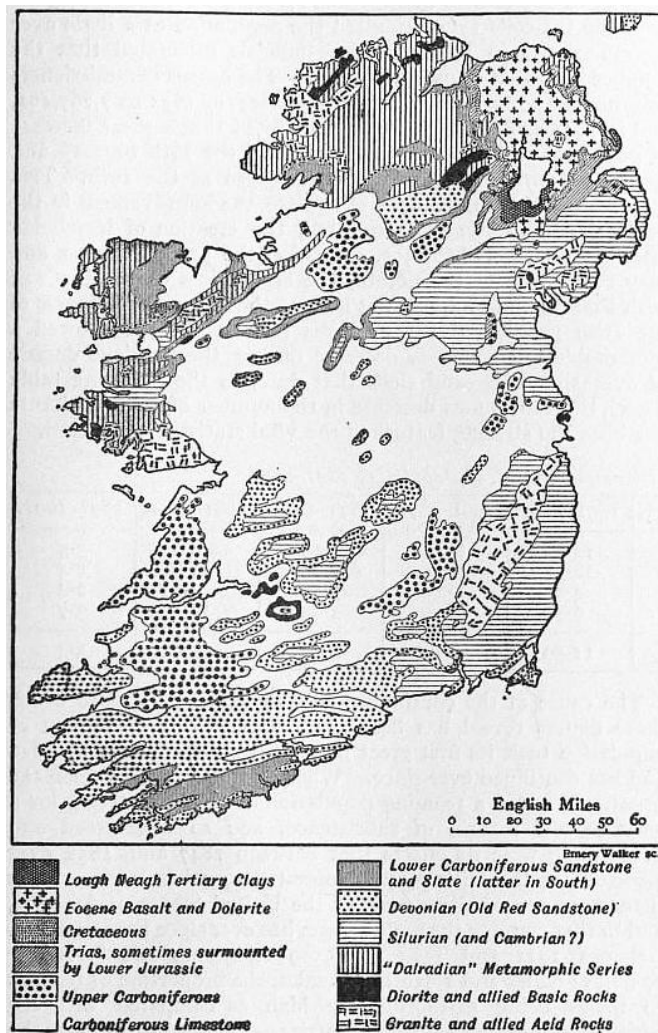 English Miles
0 10 20 30 40 50 60
Emery Walker sc.
Lough Neagh Tertiary Clays
Eocene Basalt and Dolerite
Cretaceous
Trias, sometimes surmounted
by Lower Jurassic
Upper Carboniferous
Carboniferous Limestone
Lower Carboniferous Sandstone
and Slate (latter in South)
Devonian (Old Red Sandstone)
Silurian (and Cambrian?)
"Dalradian" Metamorphic Series
Diorite and allied Basic Rocks
Granite and allied Acid Rocks